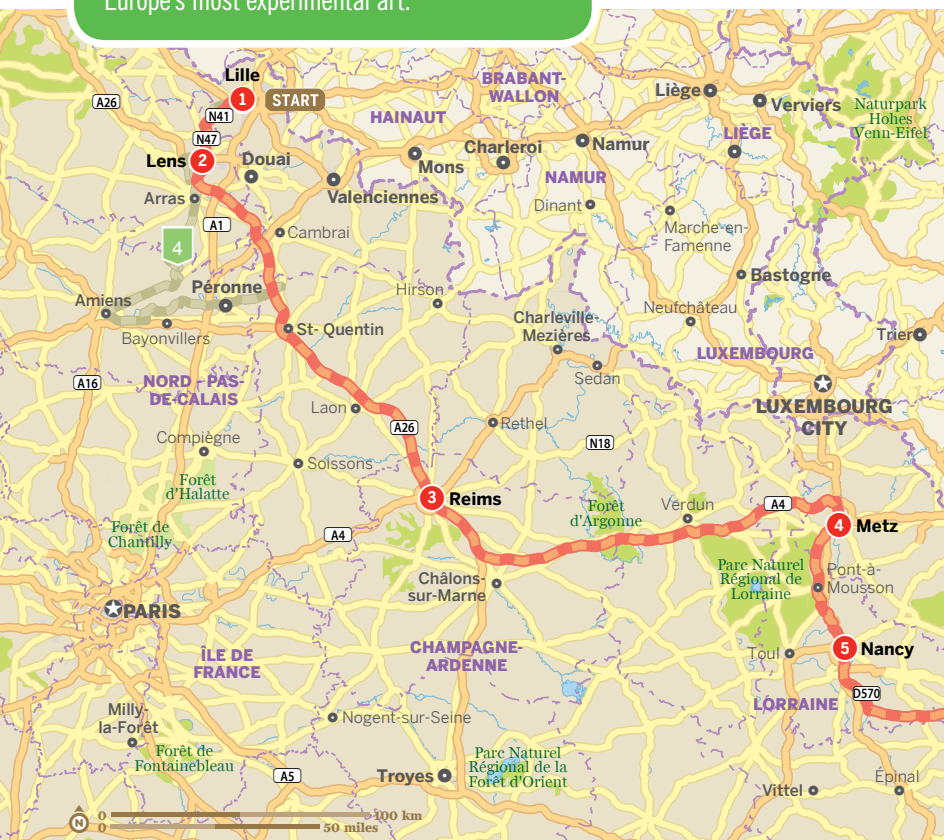 Europe's most experimental art.
Lille
1
START
A26
N41
N47
Lens
2
Douai
Arras
A1
4
Valenciennes
Cambrai
HAINAUT
Mons
BRABANT-
WALLON
Charleroi
Namur
NAMUR
Dinant
Liège
Verviers
LIÈGE
Naturpark
Hohes
Venn-Eifel
Marche-en-
Famenne
Bastogne
Amiens
Péronne
Bayonvillers
St-Quentin
Hirson
Charleville-
Mezières
Sedan
Neufchâteau
LUXEMBOURG
Trier
LUXEMBOURG
CITY
A16
NORD - PAS-
DE-CALAIS
Laon
A26
Rethel
N18
Compiègne
Soissons
Forêt
d'Halatte
Forêt de
Chantilly
A4
3
Reims
Forêt
d'Argonne
Verdun
A4
4
Metz
Parc Naturel
Régional de
Lorraine
Pont-à-
Mousson
Châlons-
sur-Marne
PARIS
ÎLE DE
FRANCE
CHAMPAGNE-
ARDENNE
Toul
5
Nancy
D570
LORRAINE
Milly-
la-Forêt
Nogent-sur-Seine
Forêt de
Fontainebleau
A5
Troyes
Parc Naturel
Régional de la
Forêt d'Orient
Vittel
Épinal
N
0
100 km
0
50 miles